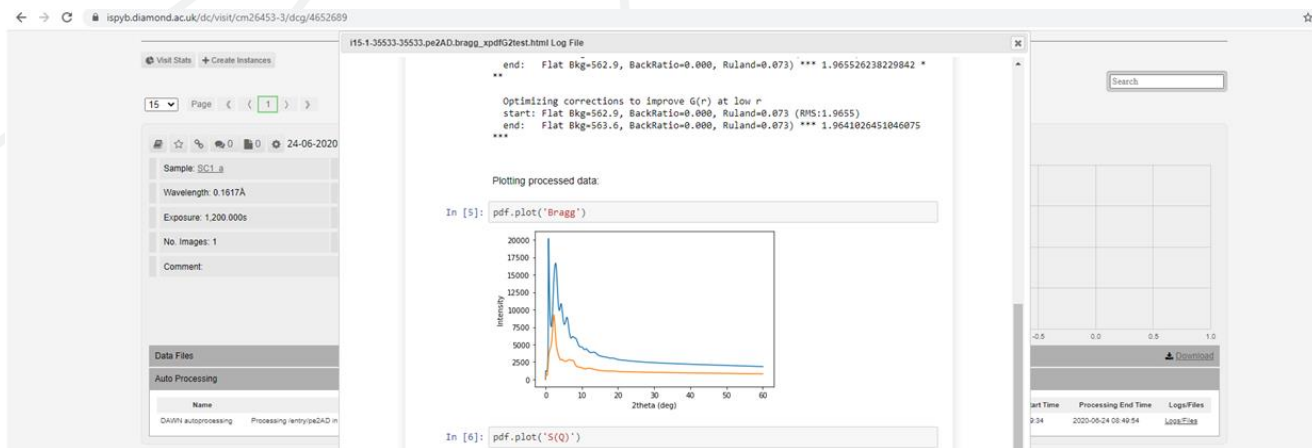 ispyb.diamond.ac.uk/dc/visit/cm26453-3/dcg/4652689
i15-1-35533-35533.pe2AD.bragg_xpdfG2test.html Log File
Visit Stats + Create Instances
Search
15 Page 1
0 0 24-06-2020
Sample: SC1_a
Wavelength: 0.1617Å
Exposure: 1,200.000s
No. Images: 1
Comment:
end: Flat Bkg=562.9, BackRatio=0.000, Ruland=0.073) *** 1.965526238229842 *
**
Optimizing corrections to improve G(r) at low r
start: Flat Bkg=562.9, BackRatio=0.000, Ruland=0.073 (RMS:1.9655)
end: Flat Bkg=563.6, BackRatio=0.000, Ruland=0.073) *** 1.9641026451046075
***
Plotting processed data:
In [5]: pdf.plot('Bragg')
20000
17500
15000
12500
10000
7500
5000
2500
0
Intensity
0 10 20 30 40 50 60
2theta (deg)
In [6]: pdf.plot('S(Q)')
-0.5 0.0 0.5 1.0
Data Files
Download
Auto Processing
Name
Start Time Processing End Time Logs/Files
DAWN autoprocessing Processing /entry/pe2AD in
9:34 2020-06-24 08:49:54 Logs/Files